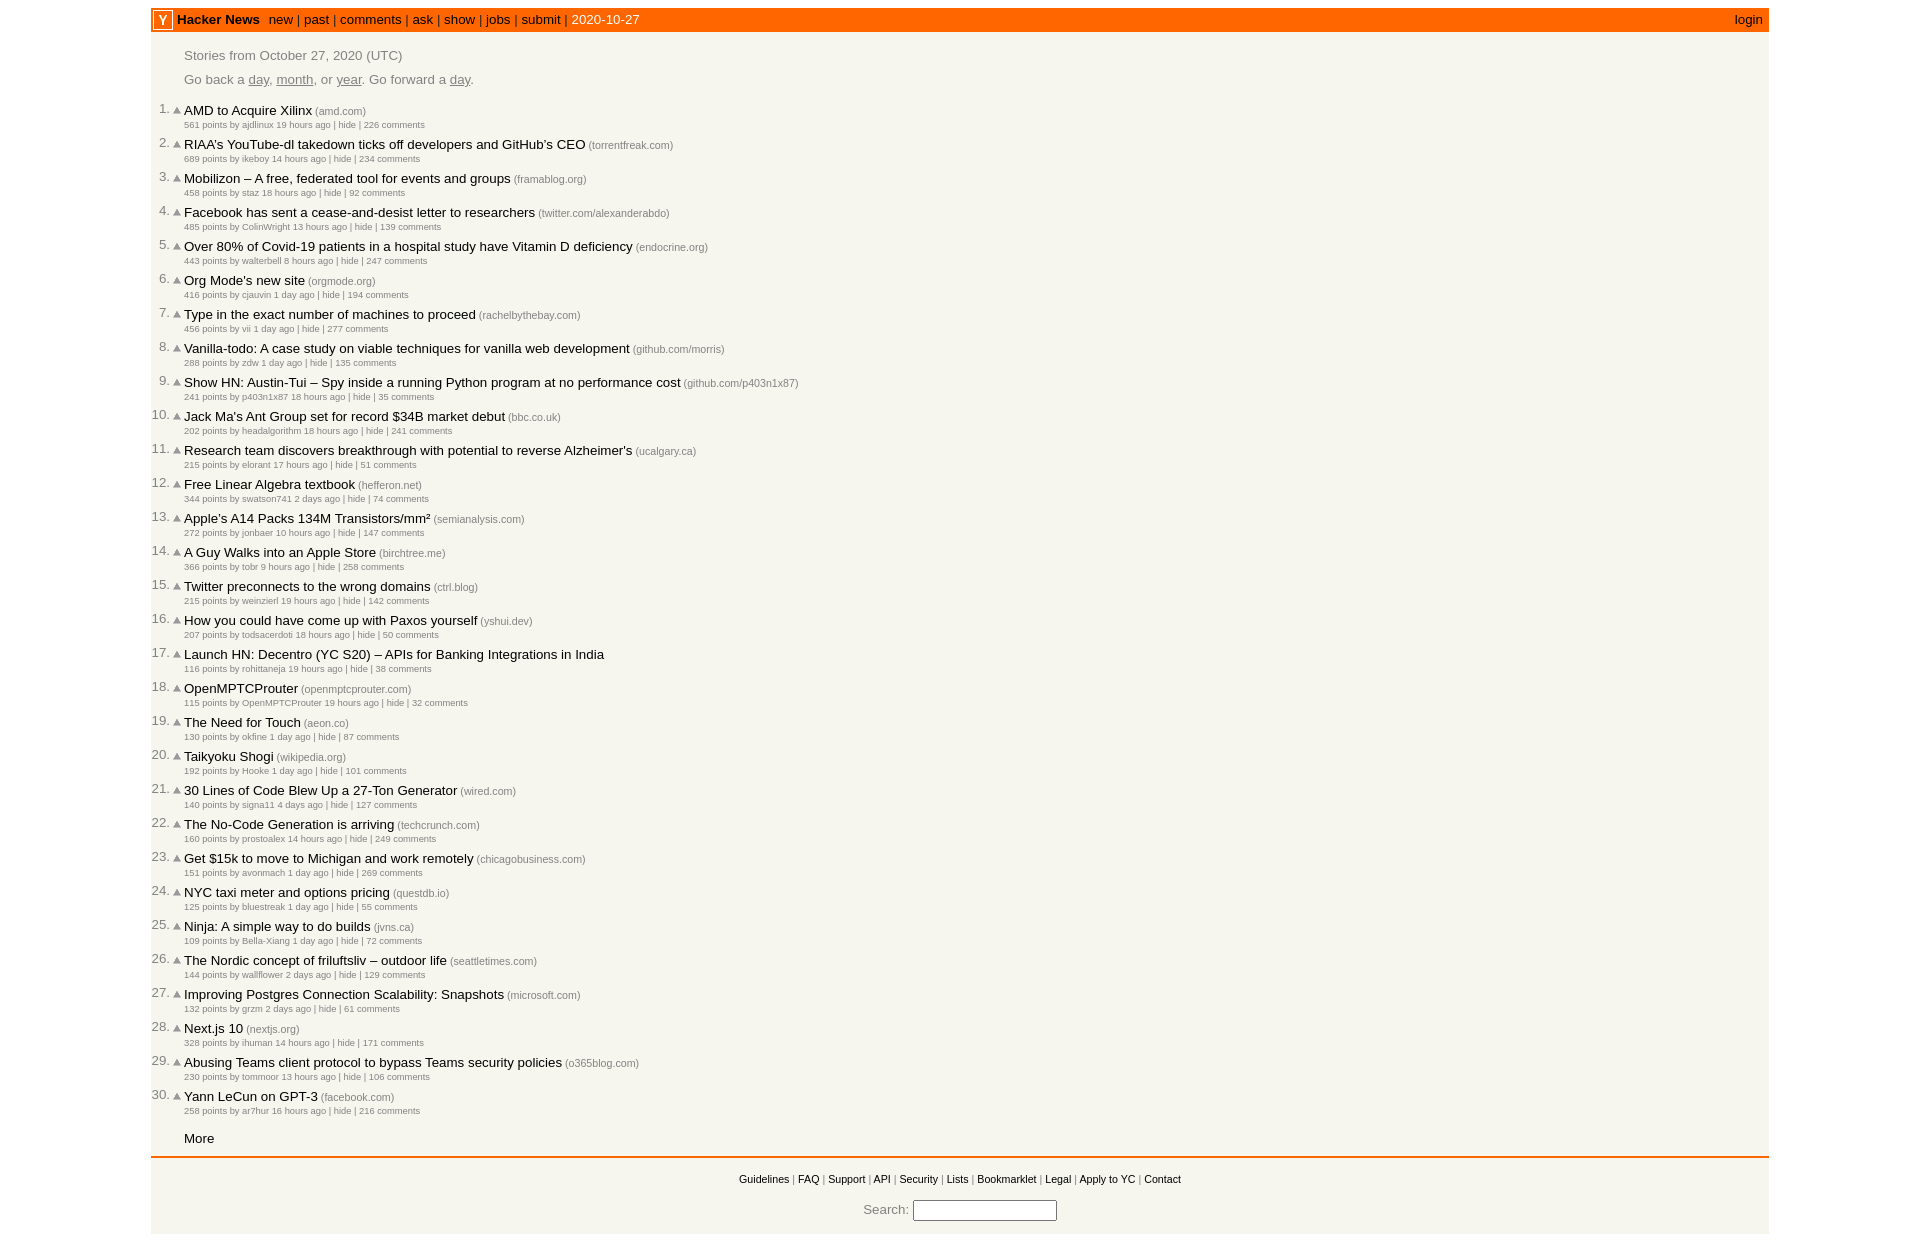 Y Hacker News new | past | comments | ask | show | jobs | submit | 2020-10-27 login
Stories from October 27, 2020 (UTC)
Go back a day, month, or year. Go forward a day.
1. AMD to Acquire Xilinx (amd.com)
561 points by ajdlinux 19 hours ago | hide | 226 comments
2. RIAA's YouTube-dl takedown ticks off developers and GitHub's CEO (torrentfreak.com)
689 points by ikeboy 14 hours ago | hide | 234 comments
3. Mobilizon – A free, federated tool for events and groups (framablog.org)
458 points by staz 18 hours ago | hide | 92 comments
4. Facebook has sent a cease-and-desist letter to researchers (twitter.com/alexanderabdo)
485 points by ColinWright 13 hours ago | hide | 139 comments
5. Over 80% of Covid-19 patients in a hospital study have Vitamin D deficiency (endocrine.org)
443 points by walterbell 8 hours ago | hide | 247 comments
6. Org Mode's new site (orgmode.org)
416 points by cjauvin 1 day ago | hide | 194 comments
7. Type in the exact number of machines to proceed (rachelbythebay.com)
456 points by vii 1 day ago | hide | 277 comments
8. Vanilla-todo: A case study on viable techniques for vanilla web development (github.com/morris)
288 points by zdw 1 day ago | hide | 135 comments
9. Show HN: Austin-Tui – Spy inside a running Python program at no performance cost (github.com/p403n1x87)
241 points by p403n1x87 18 hours ago | hide | 35 comments
10. Jack Ma's Ant Group set for record $34B market debut (bbc.co.uk)
202 points by headalgorithm 18 hours ago | hide | 241 comments
11. Research team discovers breakthrough with potential to reverse Alzheimer's (ucalgary.ca)
215 points by elorant 17 hours ago | hide | 51 comments
12. Free Linear Algebra textbook (hefferon.net)
344 points by swatson741 2 days ago | hide | 74 comments
13. Apple's A14 Packs 134M Transistors/mm² (semianalysis.com)
272 points by jonbaer 10 hours ago | hide | 147 comments
14. A Guy Walks into an Apple Store (birchtree.me)
366 points by tobr 9 hours ago | hide | 258 comments
15. Twitter preconnects to the wrong domains (ctrl.blog)
215 points by weinzierl 19 hours ago | hide | 142 comments
16. How you could have come up with Paxos yourself (yshui.dev)
207 points by todsacerdoti 18 hours ago | hide | 50 comments
17. Launch HN: Decentro (YC S20) – APIs for Banking Integrations in India
116 points by rohittaneja 19 hours ago | hide | 38 comments
18. OpenMPTCProuter (openmptcprouter.com)
115 points by OpenMPTCProuter 19 hours ago | hide | 32 comments
19. The Need for Touch (aeon.co)
130 points by okfine 1 day ago | hide | 87 comments
20. Taikyoku Shogi (wikipedia.org)
192 points by Hooke 1 day ago | hide | 101 comments
21. 30 Lines of Code Blew Up a 27-Ton Generator (wired.com)
140 points by signa11 4 days ago | hide | 127 comments
22. The No-Code Generation is arriving (techcrunch.com)
160 points by prostoalex 14 hours ago | hide | 249 comments
23. Get $15k to move to Michigan and work remotely (chicagobusiness.com)
151 points by avonmach 1 day ago | hide | 269 comments
24. NYC taxi meter and options pricing (questdb.io)
125 points by bluestreak 1 day ago | hide | 55 comments
25. Ninja: A simple way to do builds (jvns.ca)
109 points by Bella-Xiang 1 day ago | hide | 72 comments
26. The Nordic concept of friluftsliv – outdoor life (seattletimes.com)
144 points by wallflower 2 days ago | hide | 129 comments
27. Improving Postgres Connection Scalability: Snapshots (microsoft.com)
132 points by grzm 2 days ago | hide | 61 comments
28. Next.js 10 (nextjs.org)
328 points by ihuman 14 hours ago | hide | 171 comments
29. Abusing Teams client protocol to bypass Teams security policies (o365blog.com)
230 points by tommoor 13 hours ago | hide | 106 comments
30. Yann LeCun on GPT-3 (facebook.com)
258 points by ar7hur 16 hours ago | hide | 216 comments
More
Guidelines | FAQ | Support | API | Security | Lists | Bookmarklet | Legal | Apply to YC | Contact
Search: